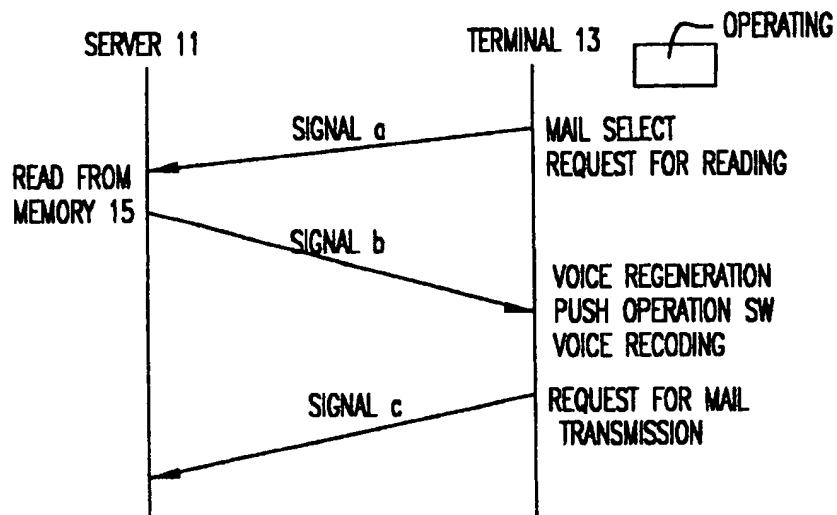 SERVER 11
TERMINAL 13
OPERATING
SIGNAL a
MAIL SELECT
REQUEST FOR READING
READ FROM
MEMORY 15
SIGNAL b
VOICE REGENERATION
PUSH OPERATION SW
VOICE RECODING
SIGNAL c
REQUEST FOR MAIL
TRANSMISSION